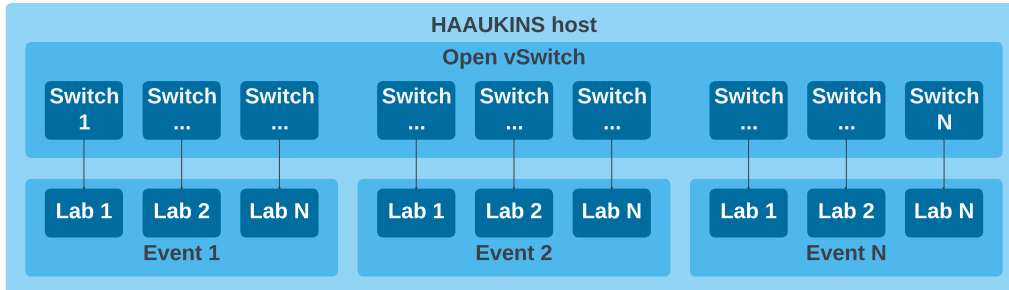 HAAUKINS host
Open vSwitch
Switch
1
Switch
...
Switch
...
Switch
...
Switch
...
Switch
...
Switch
...
Switch
...
Switch
N
Lab 1
Lab 2
Lab N
Event 1
Lab 1
Lab 2
Lab N
Event 2
Lab 1
Lab 2
Lab N
Event N